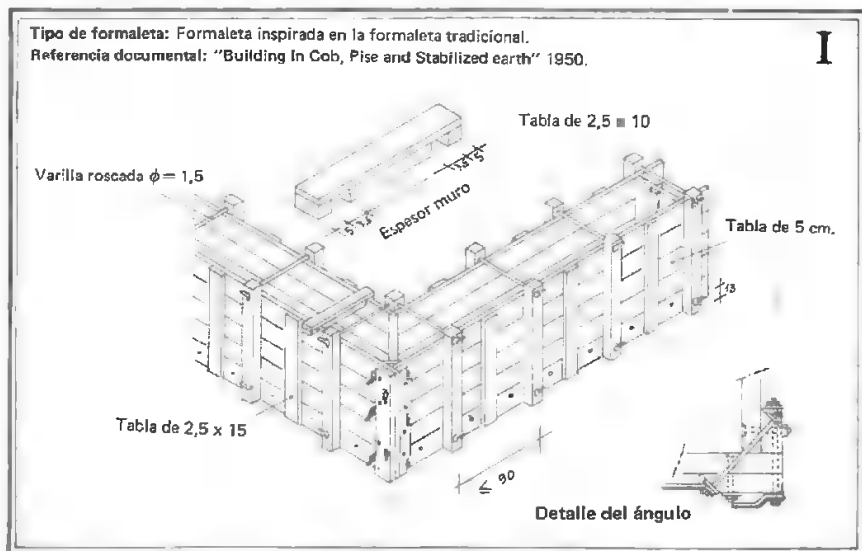 Tipo de formaleta: Formaleta inspirada en la formaleta tradicional.
Referencia documental: "Building In Cob, Pise and Stabilized earth" 1950.
I
Tabla de 2,5 x 10
Varilla roscada ϕ = 1,5
Espesor muro
Tabla de 5 cm.
13
Tabla de 2,5 x 15
≤ 90
Detalle del ángulo